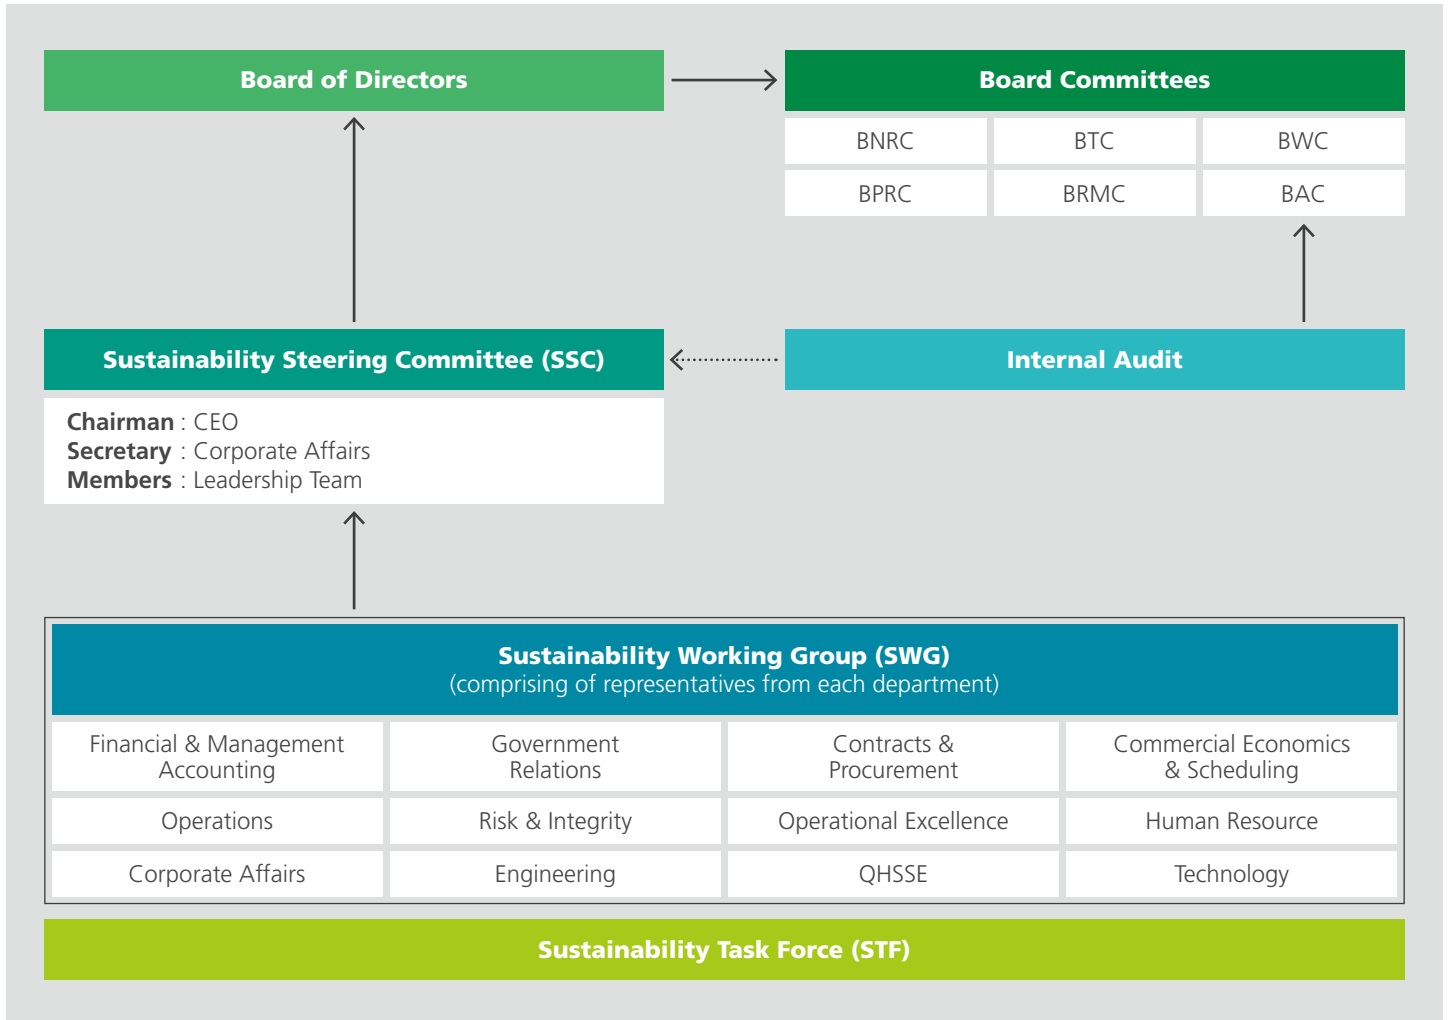 Board of Directors
Board Committees
BNRC
BTC
BWC
BPRC
BRMC
BAC
Sustainability Steering Committee (SSC)
Internal Audit
Chairman : CEO
Secretary : Corporate Affairs
Members : Leadership Team
Sustainability Working Group (SWG)
(comprising of representatives from each department)
Financial & Management
Accounting
Government
Relations
Contracts &
Procurement
Commercial Economics
& Scheduling
Operations
Risk & Integrity
Operational Excellence
Human Resource
Corporate Affairs
Engineering
QHSSE
Technology
Sustainability Task Force (STF)